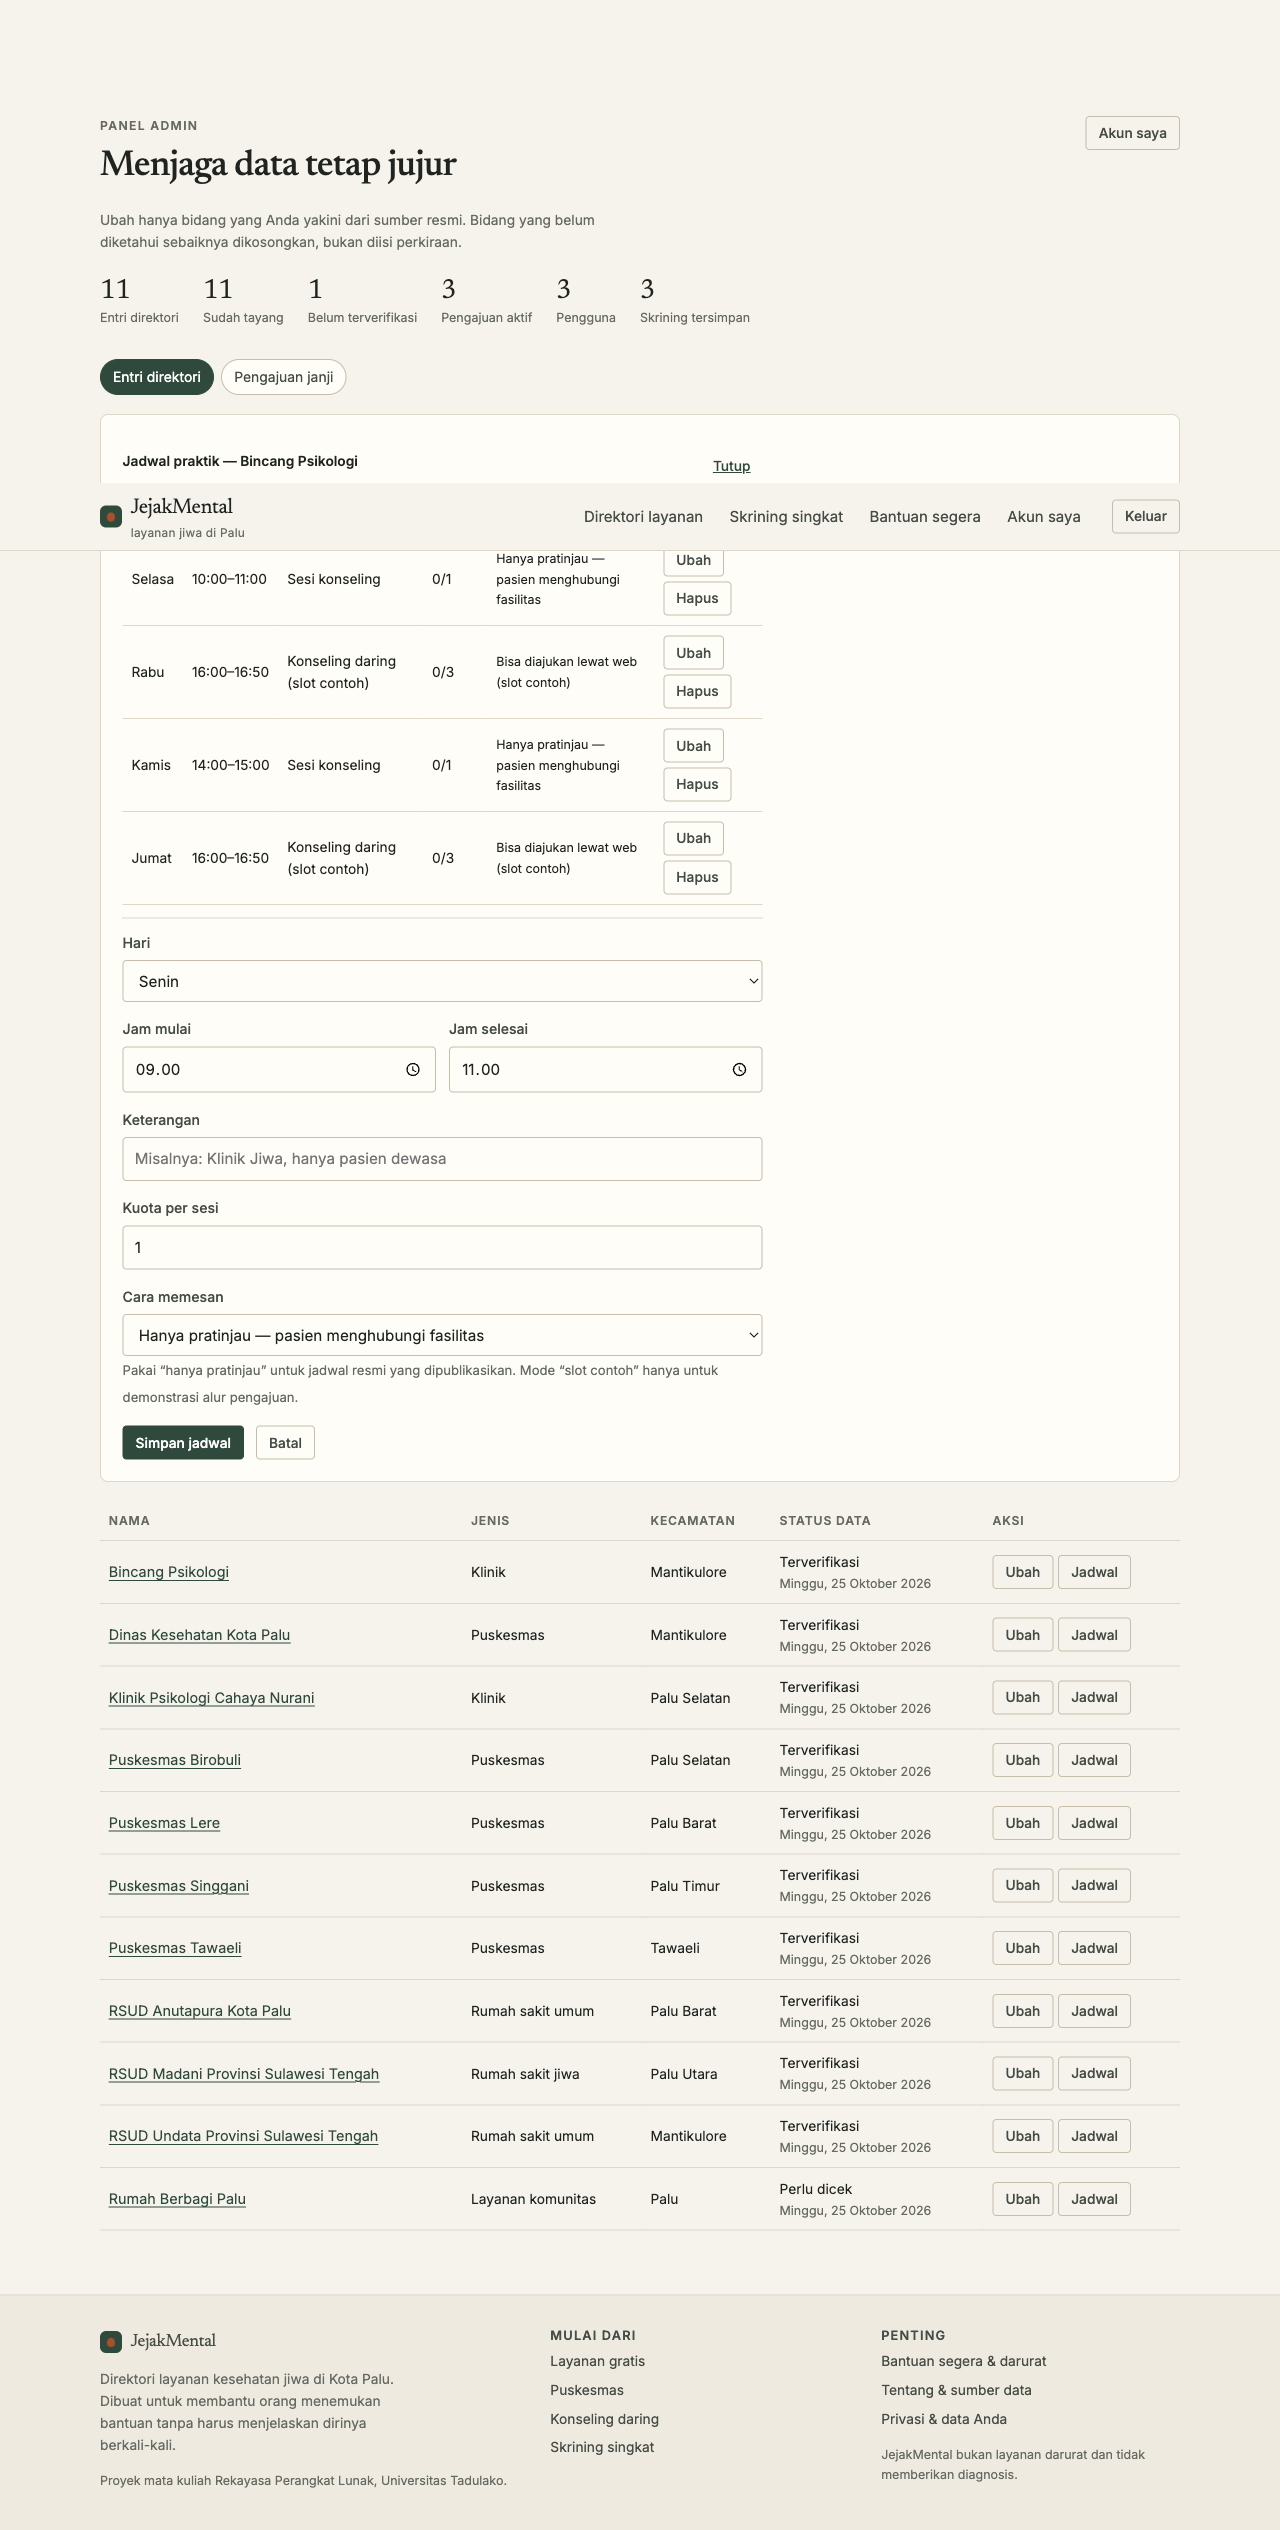 PANEL ADMIN
Akun saya
Menjaga data tetap jujur
Ubah hanya bidang yang Anda yakini dari sumber resmi. Bidang yang belum
diketahui sebaiknya dikosongkan, bukan diisi perkiraan.
11 11 1 3 3 3
Entri direktori Sudah tayang Belum terverifikasi Pengajuan aktif Pengguna Skrining tersimpan
Entri direktori Pengajuan janji
Jadwal praktik — Bincang Psikologi
Tutup
JejakMental
layanan jiwa di Palu
Direktori layanan Skrining singkat Bantuan segera Akun saya Keluar
Selasa 10:00–11:00 Sesi konseling 0/1 Hanya pratinjau —
pasien menghubungi
fasilitas
Ubah
Hapus
Rabu 16:00–16:50 Konseling daring
(slot contoh)
0/3
Bisa diajukan lewat web
(slot contoh)
Ubah
Hapus
Kamis 14:00–15:00 Sesi konseling 0/1 Hanya pratinjau —
pasien menghubungi
fasilitas
Ubah
Hapus
Jumat 16:00–16:50 Konseling daring
(slot contoh)
0/3
Bisa diajukan lewat web
(slot contoh)
Ubah
Hapus
Hari
Senin
Jam mulai Jam selesai
09.00 11.00
Keterangan
Misalnya: Klinik Jiwa, hanya pasien dewasa
Kuota per sesi
1
Cara memesan
Hanya pratinjau — pasien menghubungi fasilitas
Pakai “hanya pratinjau” untuk jadwal resmi yang dipublikasikan. Mode “slot contoh” hanya untuk
demonstrasi alur pengajuan.
Simpan jadwal Batal
NAMA JENIS KECAMATAN STATUS DATA AKSI
Bincang Psikologi Klinik Mantikulore Terverifikasi
Minggu, 25 Oktober 2026
Ubah Jadwal
Dinas Kesehatan Kota Palu Puskesmas Mantikulore Terverifikasi
Minggu, 25 Oktober 2026
Ubah Jadwal
Klinik Psikologi Cahaya Nurani Klinik Palu Selatan Terverifikasi
Minggu, 25 Oktober 2026
Ubah Jadwal
Puskesmas Birobuli Puskesmas Palu Selatan Terverifikasi
Minggu, 25 Oktober 2026
Ubah Jadwal
Puskesmas Lere Puskesmas Palu Barat Terverifikasi
Minggu, 25 Oktober 2026
Ubah Jadwal
Puskesmas Singgani Puskesmas Palu Timur Terverifikasi
Minggu, 25 Oktober 2026
Ubah Jadwal
Puskesmas Tawaeli Puskesmas Tawaeli Terverifikasi
Minggu, 25 Oktober 2026
Ubah Jadwal
RSUD Anutapura Kota Palu Rumah sakit umum Palu Barat Terverifikasi
Minggu, 25 Oktober 2026
Ubah Jadwal
RSUD Madani Provinsi Sulawesi Tengah Rumah sakit jiwa Palu Utara Terverifikasi
Minggu, 25 Oktober 2026
Ubah Jadwal
RSUD Undata Provinsi Sulawesi Tengah Rumah sakit umum Mantikulore Terverifikasi
Minggu, 25 Oktober 2026
Ubah Jadwal
Rumah Berbagi Palu Layanan komunitas Palu Perlu dicek
Minggu, 25 Oktober 2026
Ubah Jadwal
JejakMental
Direktori layanan kesehatan jiwa di Kota Palu.
Dibuat untuk membantu orang menemukan
bantuan tanpa harus menjelaskan dirinya
berkali-kali.
Proyek mata kuliah Rekayasa Perangkat Lunak, Universitas Tadulako.
MULAI DARI
Layanan gratis
Puskesmas
Konseling daring
Skrining singkat
PENTING
Bantuan segera & darurat
Tentang & sumber data
Privasi & data Anda
JejakMental bukan layanan darurat dan tidak
memberikan diagnosis.